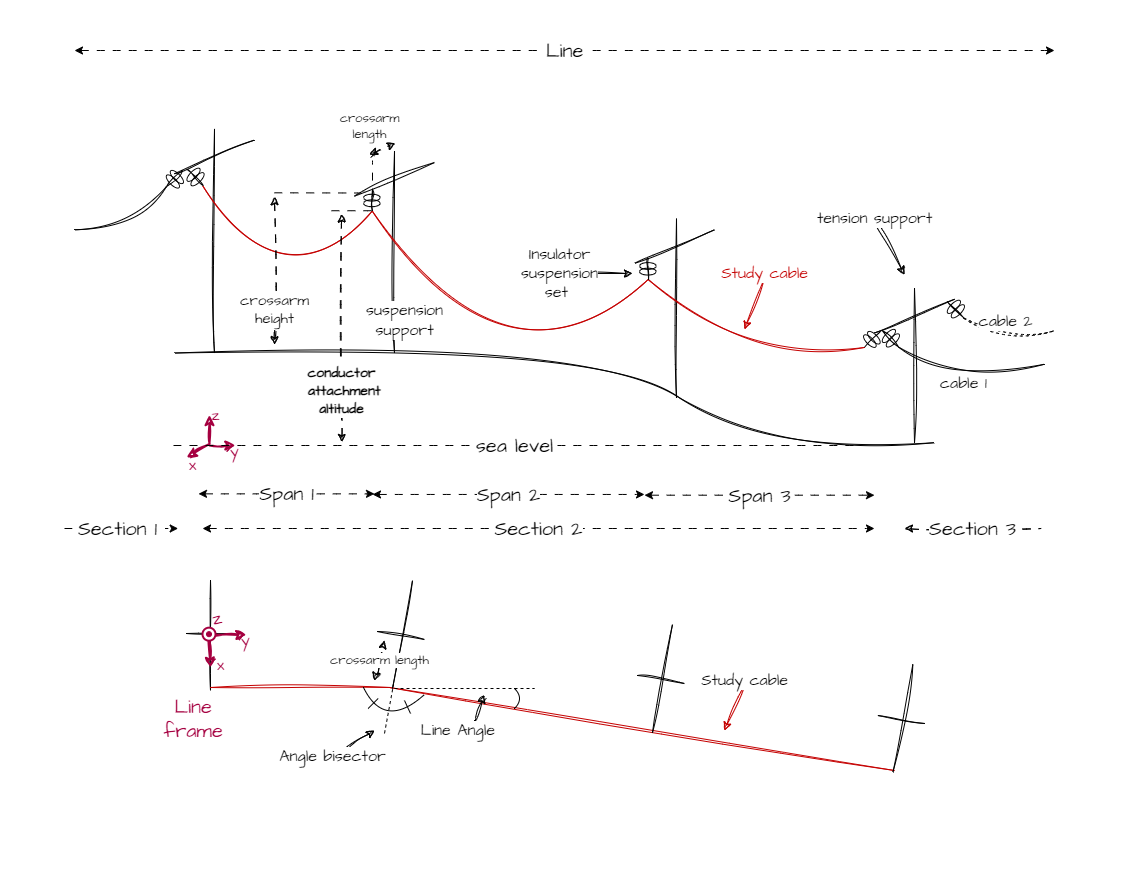 Line
crossarm
length
tension support
Insulator
suspension
set
Study cable
crossarm
height
suspension
support
cable 2
conductor
attachment
altitude
cable 1
z
y
x
sea level
Span 1
Span 2
Span 3
Section 1
Section 2
Section 3
z
y
x
crossarm length
Study cable
Line
frame
Line Angle
Angle bisector